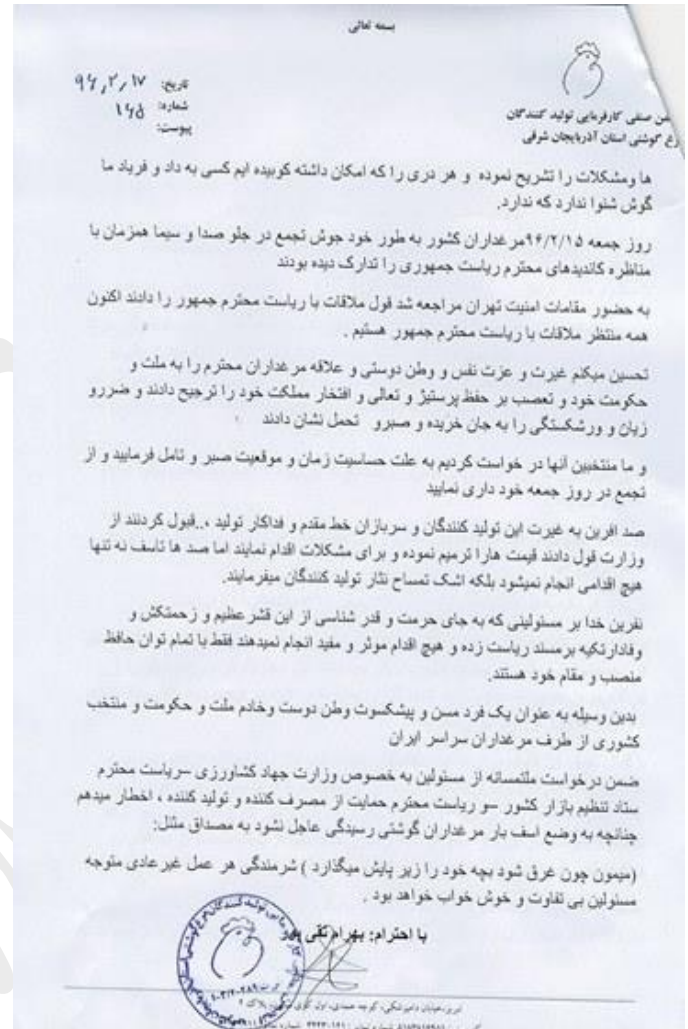 بسمه تعالی
تاریخ: ۹۶٫۲٫۱۷
شماره: ۱۶۵
پیوست:
صنفی کارفرمایی تولید کنندگان
گوشتی استان آذربایجان شرقی
ها ومشکلات را تشریح نموده و هر دری را که امکان داشته کوبیده ایم کسی به داد و فریاد ما
گوش شنوا ندارد که ندارد.
روز جمعه ۹۶/۲/۱۵مرغداران کشور به طور خود جوش تجمع در جلو صدا و سیما همزمان با
مناظره کاندیدهای محترم ریاست جمهوری را تدارک دیده بودند
به حضور مقامات امنیت تهران مراجعه شد قول ملاقات با ریاست محترم جمهور را دادند اکنون
همه منتظر ملاقات با ریاست محترم جمهور هستیم .
تحسین میکنم غیرت و عزت نفس و وطن دوستی و علاقه مرغداران محترم را به ملت و
حکومت خود و تعصب بر حفظ پرستیژ و تعالی و افتخار مملکت خود را ترجیح دادند و ضررو
زیان و ورشکستگی را به جان خریده و صبرو تحمل نشان دادند
و ما منتخبین آنها در خواست کردیم به علت حساسیت زمان و موقعیت صبر و تامل فرمایید و از
تجمع در روز جمعه خود داری نمایید
صد افرین به غیرت این تولید کنندگان و سربازان خط مقدم و فداکار تولید ،..قبول کردند از
وزارت قول دادند قیمت هارا ترمیم نموده و برای مشکلات اقدام نمایند اما صد ها تاسف نه تنها
هیچ اقدامی انجام نمیشود بلکه اشک تمساح نثار تولید کنندگان میفرمایند.
نفرین خدا بر مسئولینی که به جای حرمت و قدر شناسی از این قشر عظیم و زحمتکش و
وفادارتکیه برمسند ریاست زده و هیچ اقدام موثر و مفید انجام نمیدهند فقط با تمام توان حافظ
منصب و مقام خود هستند.
بدین وسیله به عنوان یک فرد مسن و پیشکسوت وطن دوست وخادم ملت و حکومت و منتخب
کشوری از طرف مرغداران سراسر ایران
ضمن درخواست ملتمسانه از مسئولین به خصوص وزارت جهاد کشاورزی سریاست محترم
ستاد تنظیم بازار کشور سو ریاست محترم حمایت از مصرف کننده و تولید کننده ، اخطار میدهم
چنانچه به وضع اسف بار مرغداران گوشتی رسیدگی عاجل نشود به مصداق مثل:
(میمون چون غرق شود بچه خود را زیر پایش میگذارد ) شرمندگی هر عمل غیرعادی متوجه
مسئولین بی تفاوت و خوش خواب خواهد بود .
با احترام: بهرام نقی پور